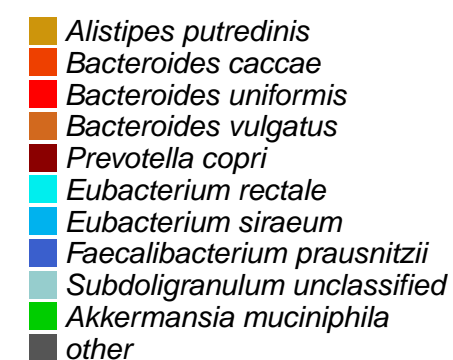 Alistipes putredinis
Bacteroides caccae
Bacteroides uniformis
Bacteroides vulgatus
Prevotella copri
Eubacterium rectale
Eubacterium siraeum
Faecalibacterium prausnitzii
Subdoligranulum unclassified
Akkermansia muciniphila
other